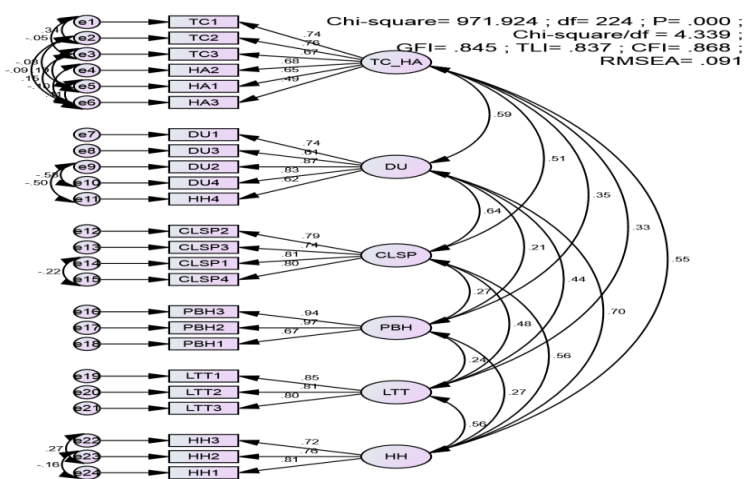 Chi-square= 971.924 ; df= 224 ; P= .000 ;
Chi-square/df = 4.339 ;
GFI= .845 ; TLI= .837 ; CFI= .868 ;
RMSEA= .091
e1 TC1 .74
.34 e2 TC2 .76
-.05 e3 TC3 .67
e4 HA2 .68 TC_HA
e5 HA1 .65
e6 HA3 .49
.59
e7 DU1 .74
e8 DU3 .61
e9 DU2 .87 DU
e10 DU4 .83
-.50 e11 HH4 .62
.51
.35
.33
.55
.64
.21
.44
.70
e12 CLSP2 .79
e13 CLSP3 .74
e14 CLSP1 .81 CLSP
-.22 e15 CLSP4 .80
.27
.48
.56
e16 PBH3 .94
e17 PBH2 .97 PBH
e18 PBH1 .67
.24
.27
e19 LTT1 .85
e20 LTT2 .81 LTT
e21 LTT3 .80
.56
e22 HH3 .72
.27 e23 HH2 .76 HH
-.16 e24 HH1 .81